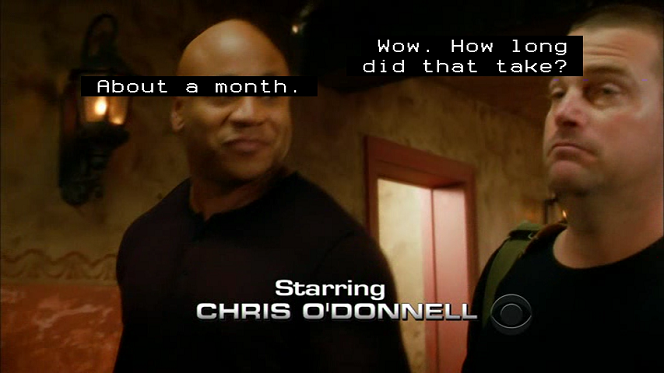 Wow. How long
did that take?
About a month.
Starring
CHRIS O'DONNELL